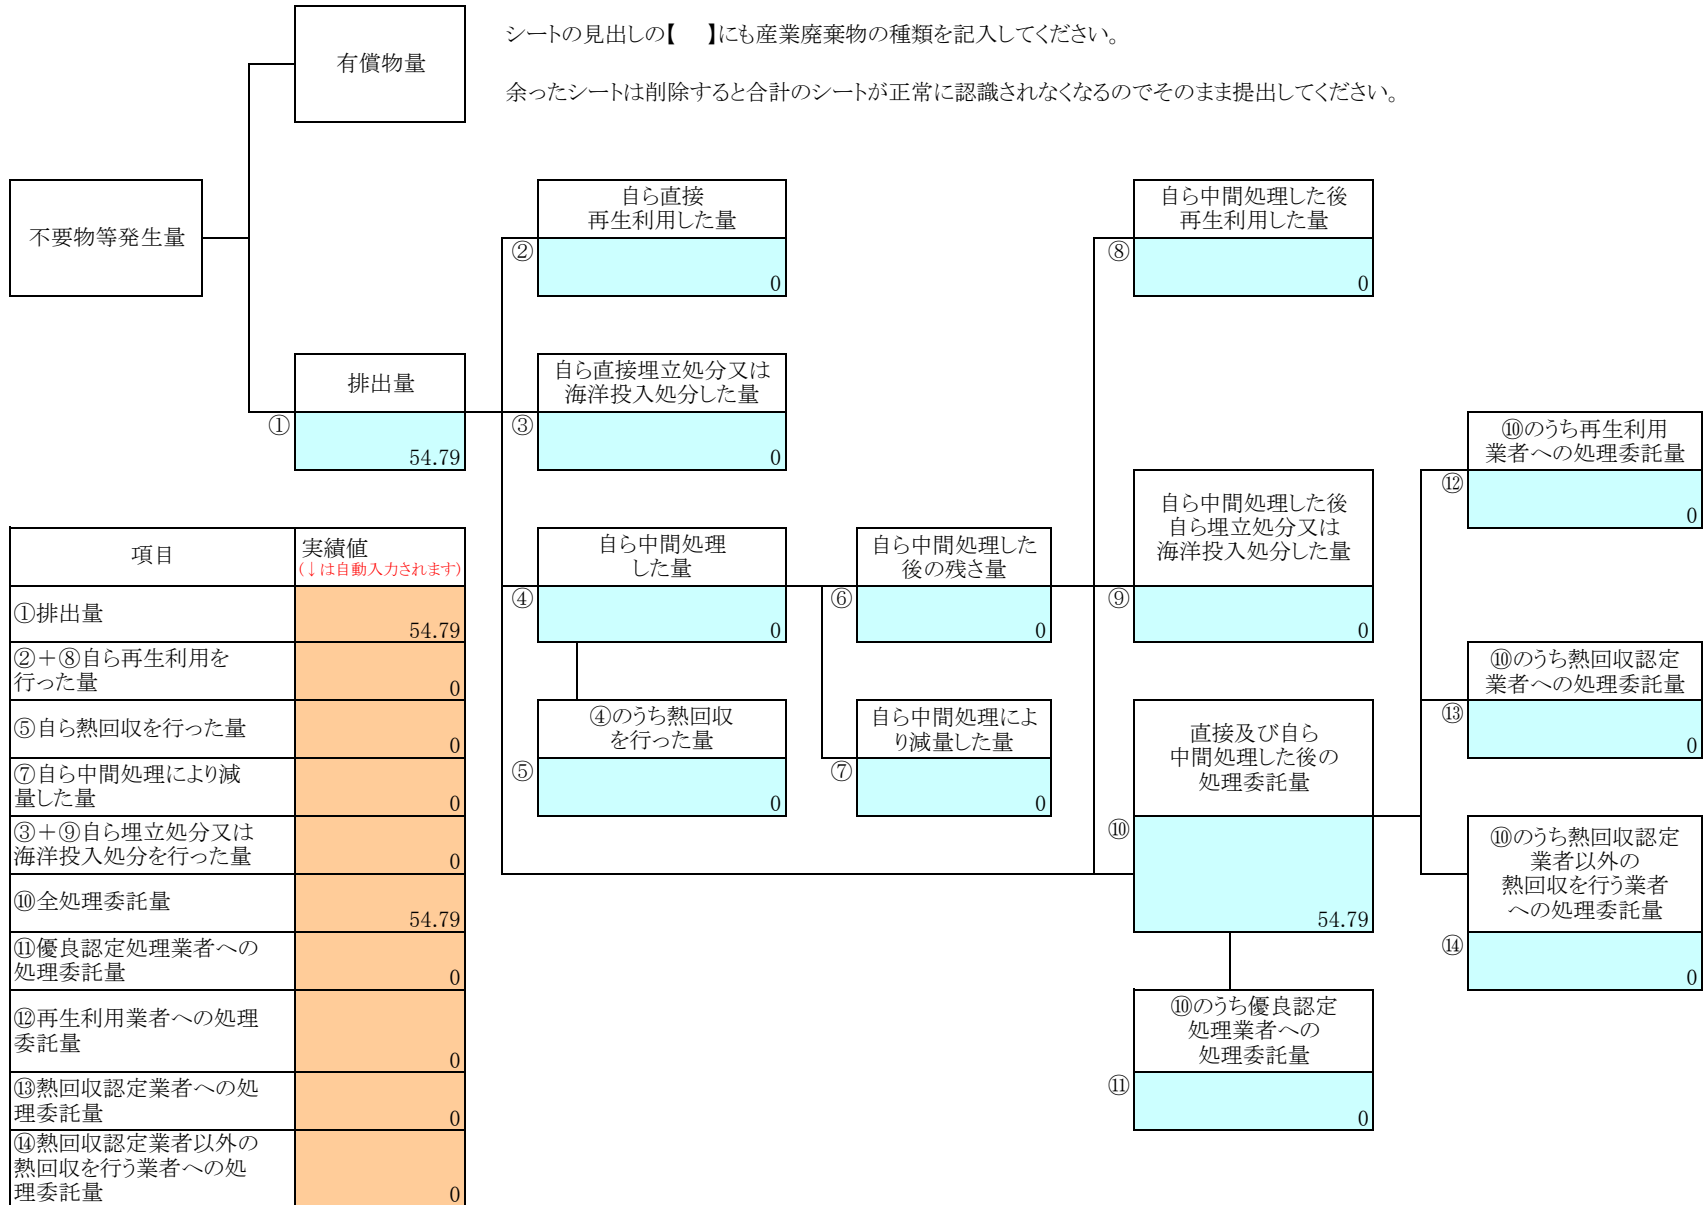 シートの見出しの【　】にも産業廃棄物の種類を記入してください。
余ったシートは削除すると合計のシートが正常に認識されなくなるのでそのまま提出してください。
有償物量
不要物等発生量
排出量
①
54.79
自ら直接
再生利用した量
②
0
自ら直接埋立処分又は
海洋投入処分した量
③
0
自ら中間処理
した量
④
0
④のうち熱回収
を行った量
⑤
0
自ら中間処理した
後の残さ量
⑥
0
自ら中間処理によ
り減量した量
⑦
0
自ら中間処理した後
再生利用した量
⑧
0
自ら中間処理した後
自ら埋立処分又は
海洋投入処分した量
⑨
0
直接及び自ら
中間処理した後の
処理委託量
⑩
54.79
⑩のうち優良認定
処理業者への
処理委託量
⑪
0
⑩のうち再生利用
業者への処理委託量
⑫
0
⑩のうち熱回収認定
業者への処理委託量
⑬
0
⑩のうち熱回収認定
業者以外の
熱回収を行う業者
への処理委託量
⑭
0
項目
実績値
(↓は自動入力されます)
①排出量
54.79
②＋⑧自ら再生利用を
行った量
0
⑤自ら熱回収を行った量
0
⑦自ら中間処理により減
量した量
0
③＋⑨自ら埋立処分又は
海洋投入処分を行った量
0
⑩全処理委託量
54.79
⑪優良認定処理業者への
処理委託量
0
⑫再生利用業者への処理
委託量
0
⑬熱回収認定業者への処
理委託量
0
⑭熱回収認定業者以外の
熱回収を行う業者への処
理委託量
0